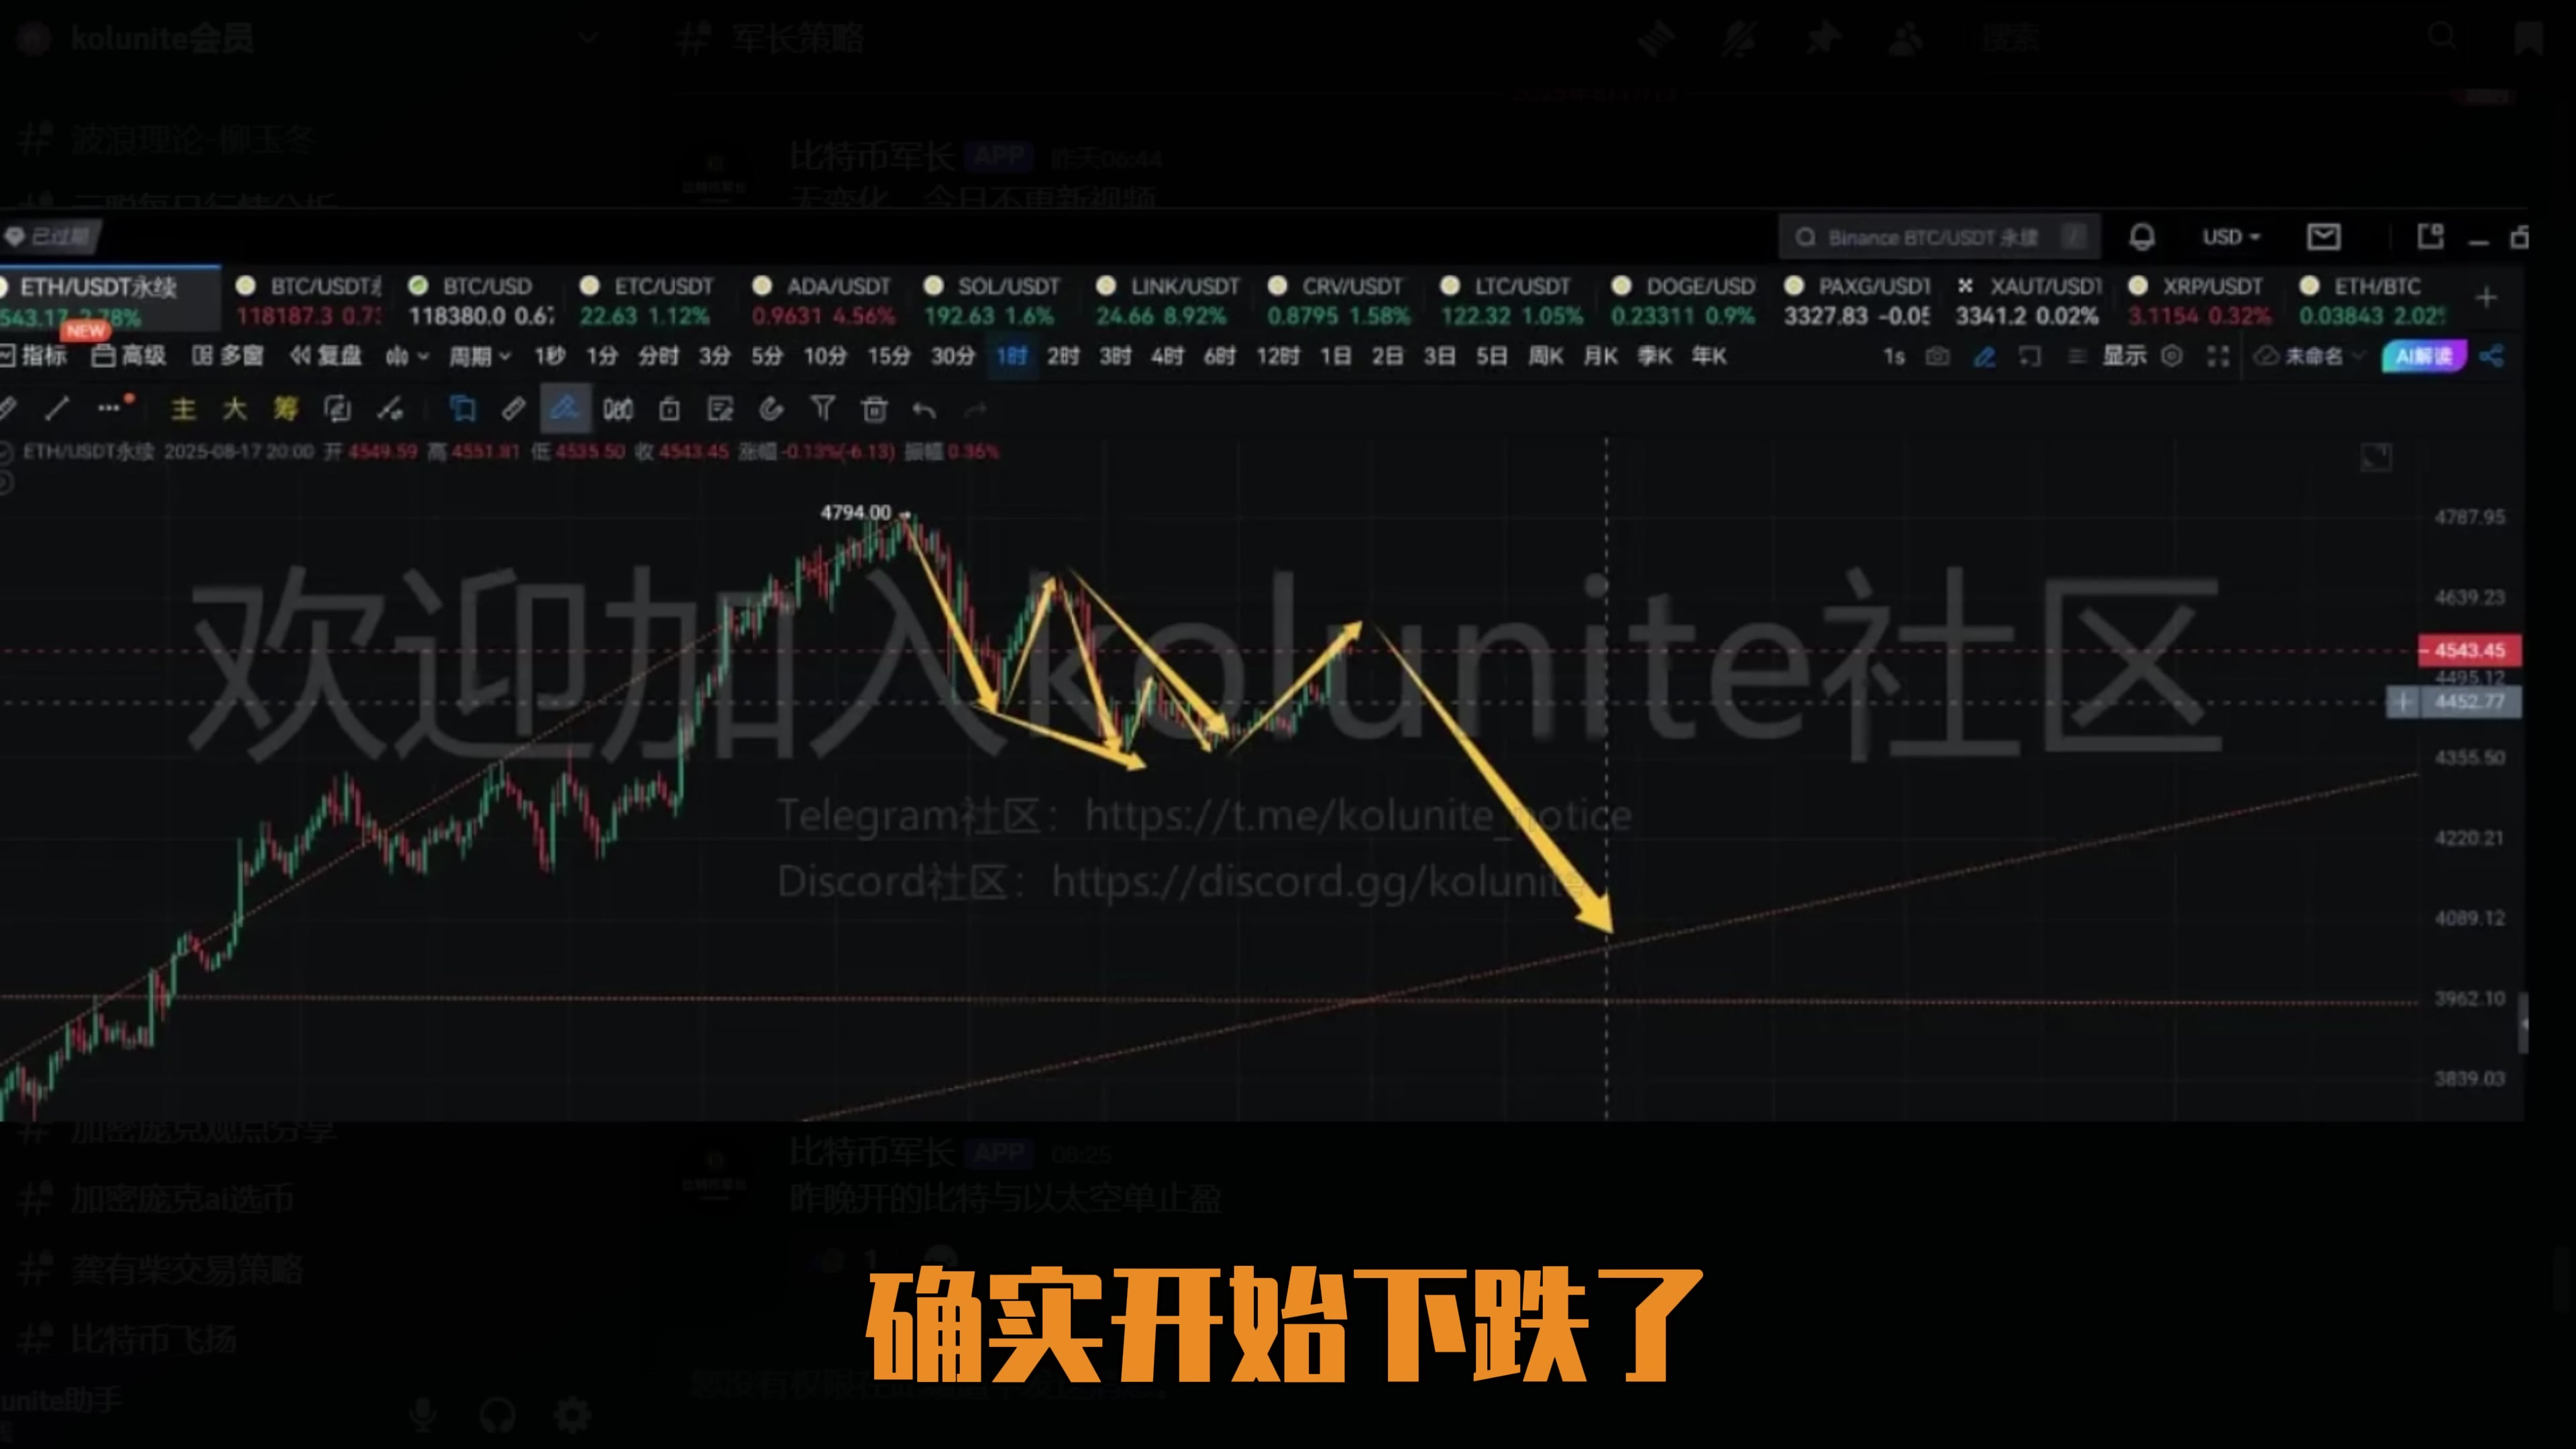 kolunite会员
军长策略
搜索
波浪理论-柳玉冬
比特币军长 APP 昨天06:44
无变化，今日不更新视频
已过期
Binance BTC/USDT 永续 /
USD
ETH/USDT永续 BTC/USDT BTC/USD ETC/USDT ADA/USDT SOL/USDT LINK/USDT CRV/USDT LTC/USDT DOGE/USD PAXG/USDT XAUT/USDT XRP/USDT ETH/BTC
543.17 2.78% 118187.3 0.7 118380.0 0.6 22.63 1.12% 0.9631 4.56% 192.63 1.6% 24.66 8.92% 0.8795 1.58% 122.32 1.05% 0.23311 0.9% 3327.83 -0.05 3341.2 0.02% 3.1154 0.32% 0.03843 2.02
NEW
指标 高级 多窗 复盘 周期 1秒 1分 分时 3分 5分 10分 15分 30分 1时 2时 3时 4时 6时 12时 1日 2日 3日 5日 周K 月K 季K 年K 1s 显示 未命名 AI解读
主 大 筹
ETH/USDT永续 2025-08-17 20:00 开 4549.59 高 4551.81 低 4535.50 收 4543.45 涨幅 -0.13%(-6.13) 振幅 0.36%
4794.00
4787.95
4639.23
4543.45
4495.12
4452.77
4355.50
4220.21
4089.12
3962.10
3839.03
欢迎加入kolunite社区
Telegram社区：https://t.me/kolunite_notice
Discord社区：https://discord.gg/kolunite
加密庞克观点分享
比特币军长 APP 08:25
加密庞克ai选币
昨晚开的比特与以太空单止盈
1
龚有柴交易策略
比特币飞扬
unite助手
确实开始下跌了